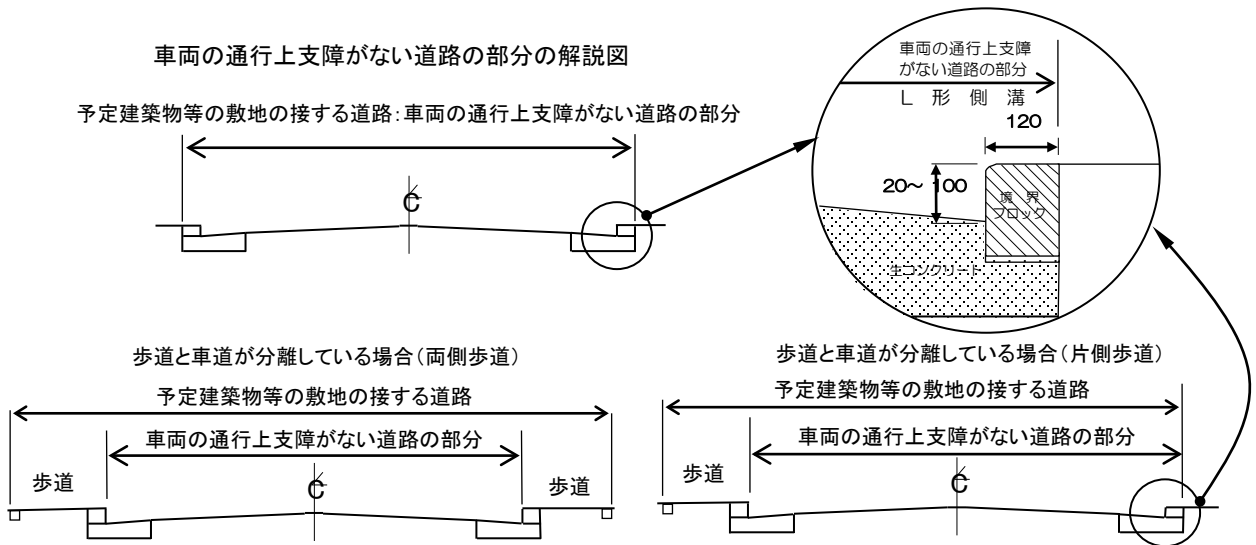 車両の通行上支障がない道路の部分の解説図
予定建築物等の敷地の接する道路:車両の通行上支障がない道路の部分
車両の通行上支障
がない道路の部分
L形側溝
120
20~100
境界
ブロック
生コンクリート
歩道と車道が分離している場合(両側歩道)
予定建築物等の敷地の接する道路
車両の通行上支障がない道路の部分
歩道
歩道
歩道と車道が分離している場合(片側歩道)
予定建築物等の敷地の接する道路
車両の通行上支障がない道路の部分
歩道